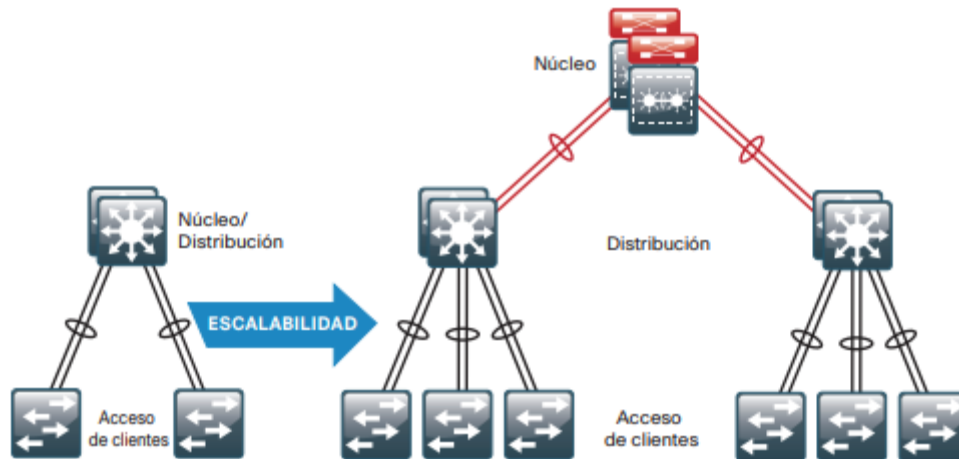 Núcleo
Núcleo/
Distribución
Distribución
ESCALABILIDAD
Acceso
de clientes
Acceso
de clientes